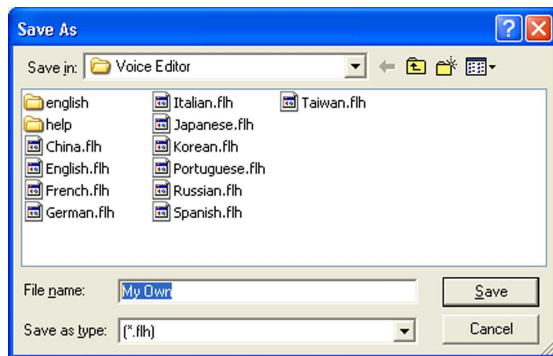 Save As
Save in: Voice Editor
english
help
China.flh
English.flh
French.flh
German.flh
Italian.flh
Japanese.flh
Korean.flh
Portuguese.flh
Russian.flh
Spanish.flh
Taiwan.flh
File name: My Own Save
Save as type: (*.flh) Cancel